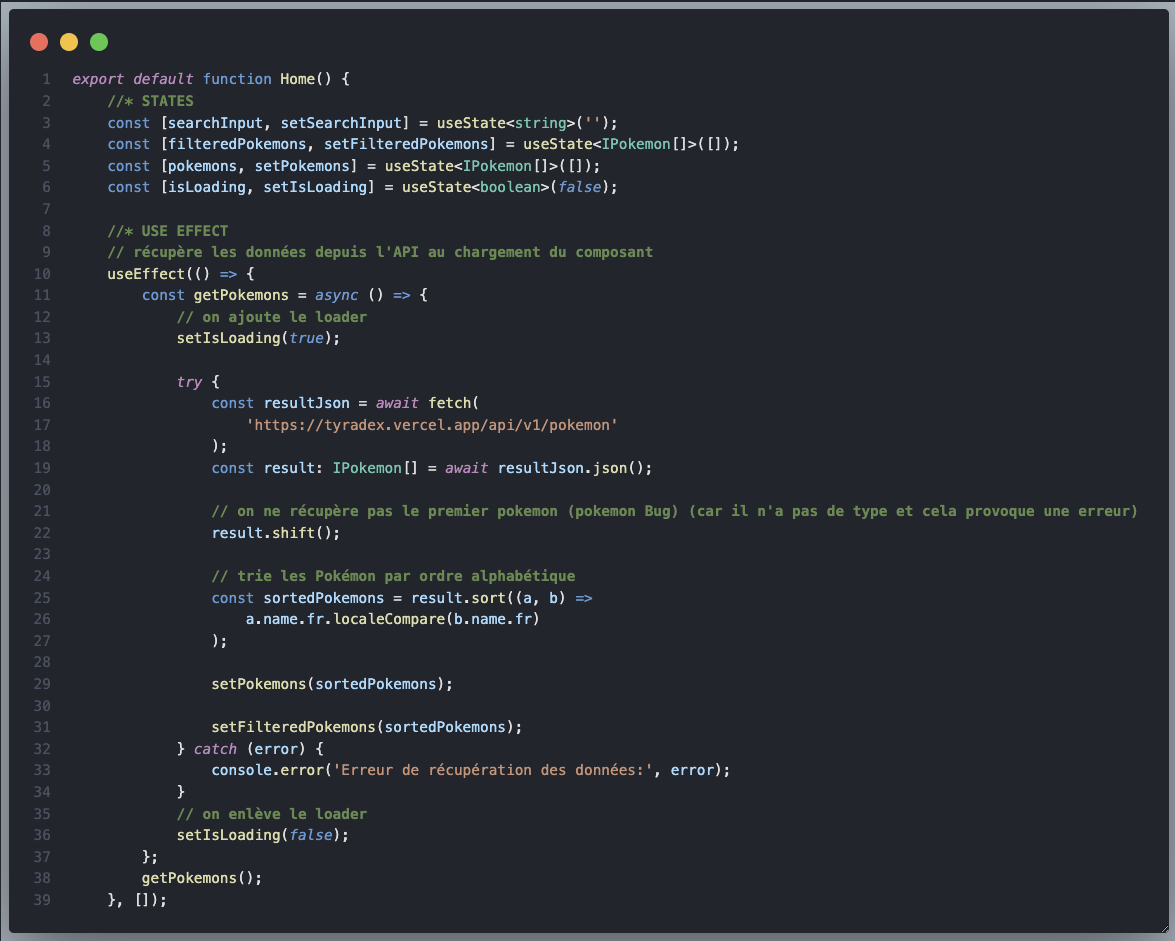 1 export default function Home() {
2 //* STATES
3 const [searchInput, setSearchInput] = useState<string>('');
4 const [filteredPokemons, setFilteredPokemons] = useState<IPokemon[]>([]);
5 const [pokemons, setPokemons] = useState<IPokemon[]>([]);
6 const [isLoading, setIsLoading] = useState<boolean>(false);
7
8 //* USE EFFECT
9 // récupère les données depuis l'API au chargement du composant
10 useEffect(() => {
11 const getPokemons = async () => {
12 // on ajoute le loader
13 setIsLoading(true);
14
15 try {
16 const resultJson = await fetch(
17 'https://tyradex.vercel.app/api/v1/pokemon'
18 );
19 const result: IPokemon[] = await resultJson.json();
20
21 // on ne récupère pas le premier pokemon (pokemon Bug) (car il n'a pas de type et cela provoque une erreur)
22 result.shift();
23
24 // trie les Pokémon par ordre alphabétique
25 const sortedPokemons = result.sort((a, b) =>
26 a.name.fr.localeCompare(b.name.fr)
27 );
28
29 setPokemons(sortedPokemons);
30
31 setFilteredPokemons(sortedPokemons);
32 } catch (error) {
33 console.error('Erreur de récupération des données:', error);
34 }
35 // on enlève le loader
36 setIsLoading(false);
37 };
38 getPokemons();
39 }, []);